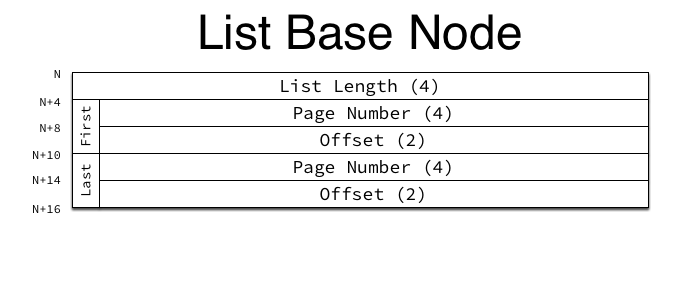 List Base Node
N
List Length (4)
N+4
First
Page Number (4)
N+8
Offset (2)
N+10
Last
Page Number (4)
N+14
Offset (2)
N+16